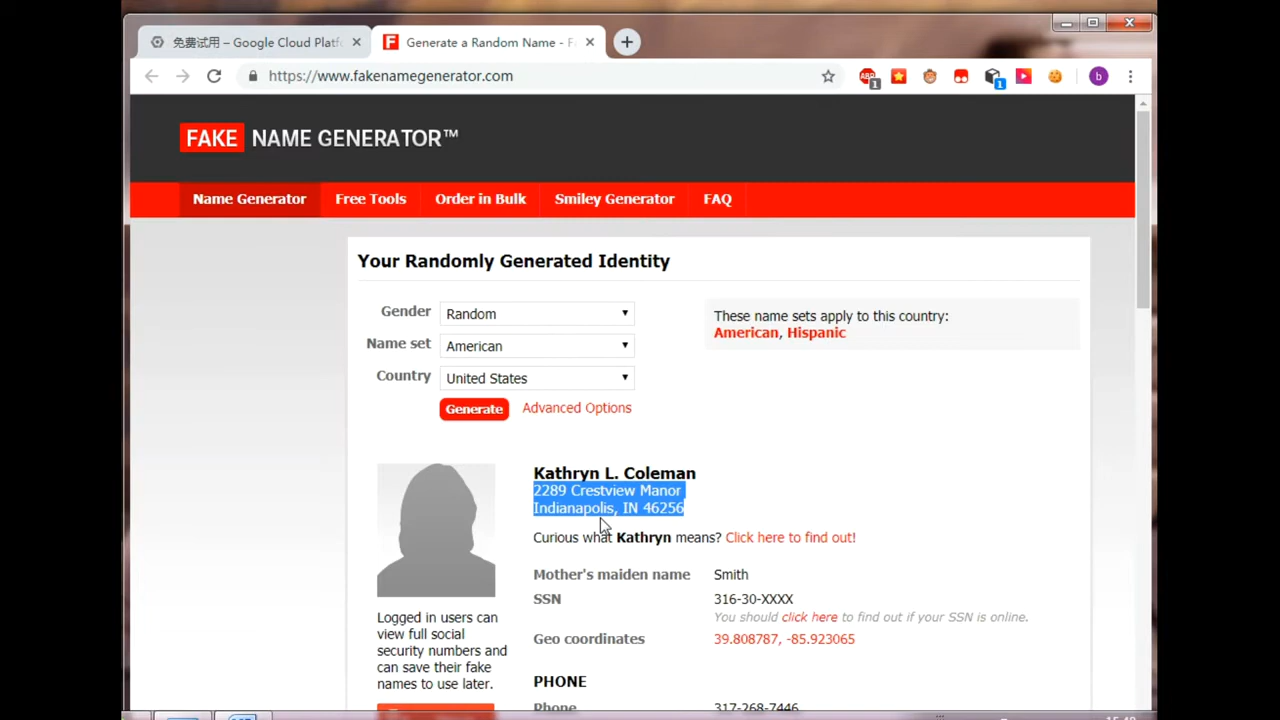 免费试用 – Google Cloud Platf
Generate a Random Name - F
https://www.fakenamegenerator.com
ABP
1
1
b
FAKE NAME GENERATOR™
Name Generator Free Tools Order in Bulk Smiley Generator FAQ
Your Randomly Generated Identity
Gender Random
Name set American
Country United States
Generate Advanced Options
These name sets apply to this country:
American, Hispanic
Kathryn L. Coleman
2289 Crestview Manor
Indianapolis, IN 46256
Curious what Kathryn means? Click here to find out!
Mother's maiden name Smith
SSN 316-30-XXXX
You should click here to find out if your SSN is online.
Geo coordinates 39.808787, -85.923065
Logged in users can
view full social
security numbers and
can save their fake
names to use later.
PHONE
Phone 317-268-7446